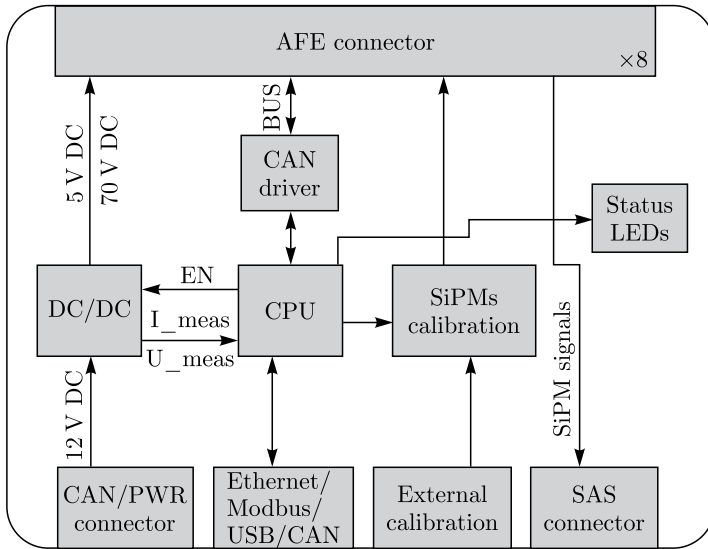 AFE connector
×8
5 V DC
70 V DC
BUS
CAN
driver
Status
LEDs
EN
DC/DC
I_meas
U_meas
CPU
SiPMs
calibration
12 V DC
SiPM signals
CAN/PWR
connector
Ethernet/
Modbus/
USB/CAN
External
calibration
SAS
connector